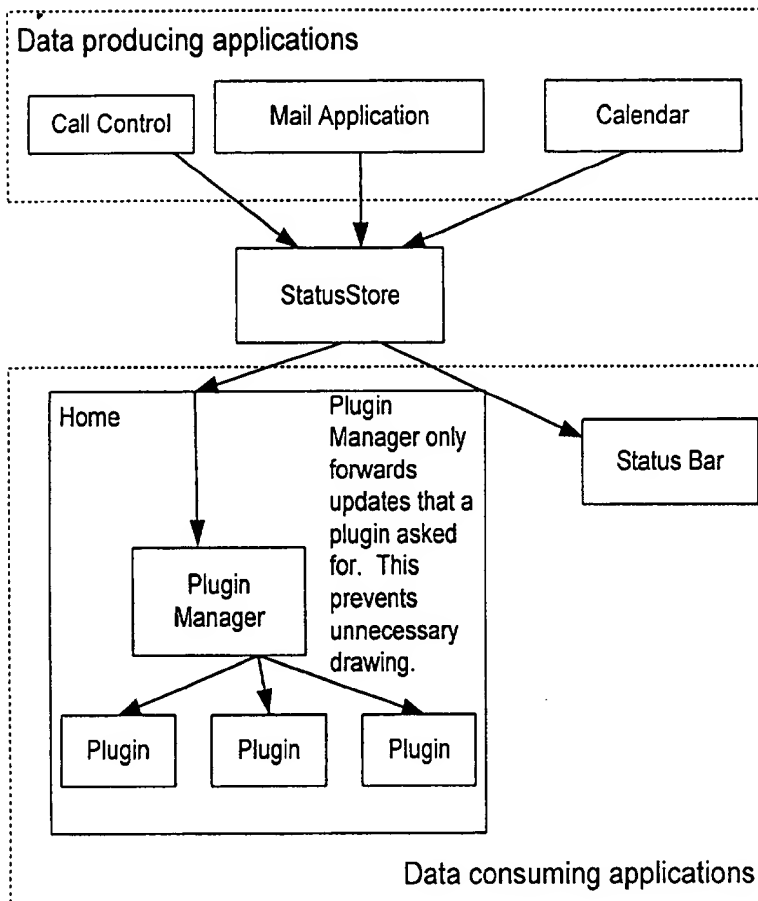 Data producing applications
Call Control
Mail Application
Calendar
StatusStore
Home
Plugin
Manager only
forwards
updates that a
plugin asked
for. This
prevents
unnecessary
drawing.
Status Bar
Plugin
Manager
Plugin
Plugin
Plugin
Data consuming applications